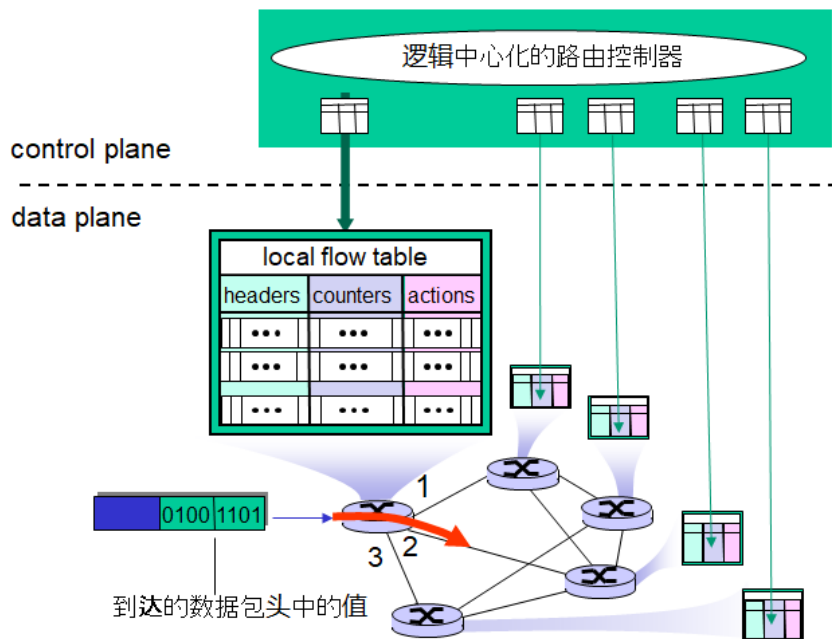 逻辑中心化的路由控制器
control plane
data plane
local flow table
headers counters actions
1
0100 1101
2
3
到达的数据包头中的值